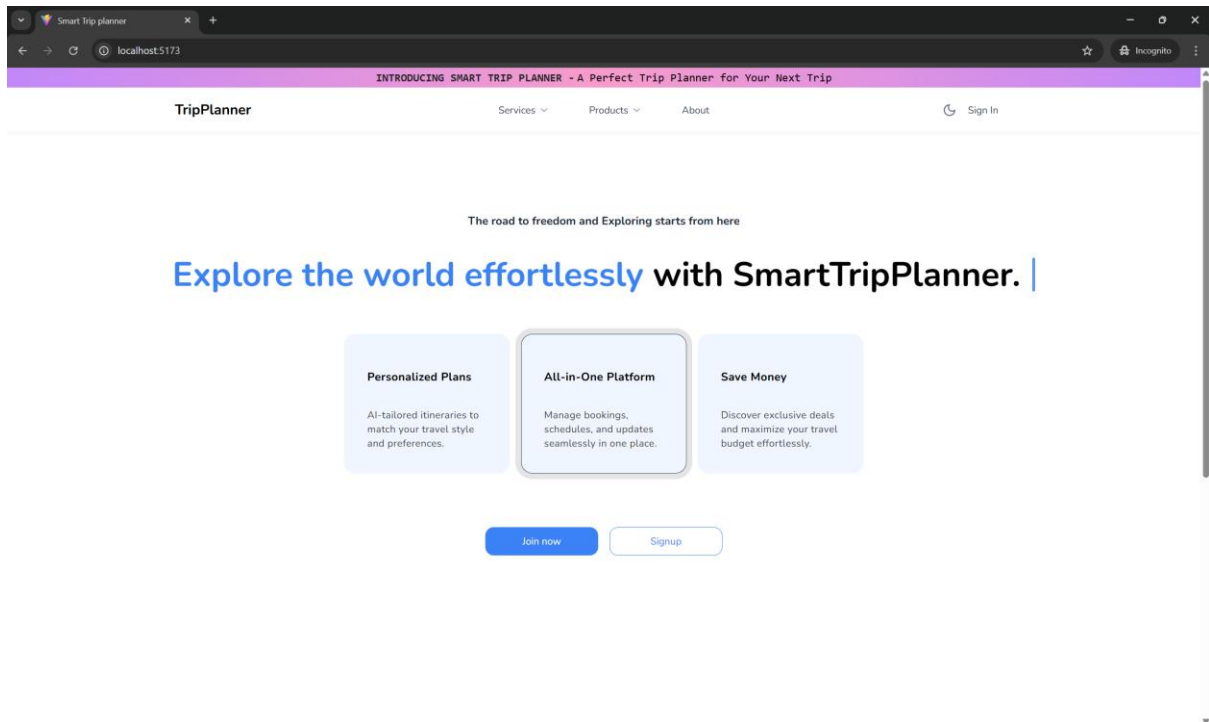 Smart Trip planner
localhost:5173
Incognito
INTRODUCING SMART TRIP PLANNER - A Perfect Trip Planner for Your Next Trip
TripPlanner
Services
Products
About
Sign In
The road to freedom and Exploring starts from here
Explore the world effortlessly with SmartTripPlanner.
Personalized Plans
AI-tailored itineraries to
match your travel style
and preferences.
All-in-One Platform
Manage bookings,
schedules, and updates
seamlessly in one place.
Save Money
Discover exclusive deals
and maximize your travel
budget effortlessly.
Join now
Signup